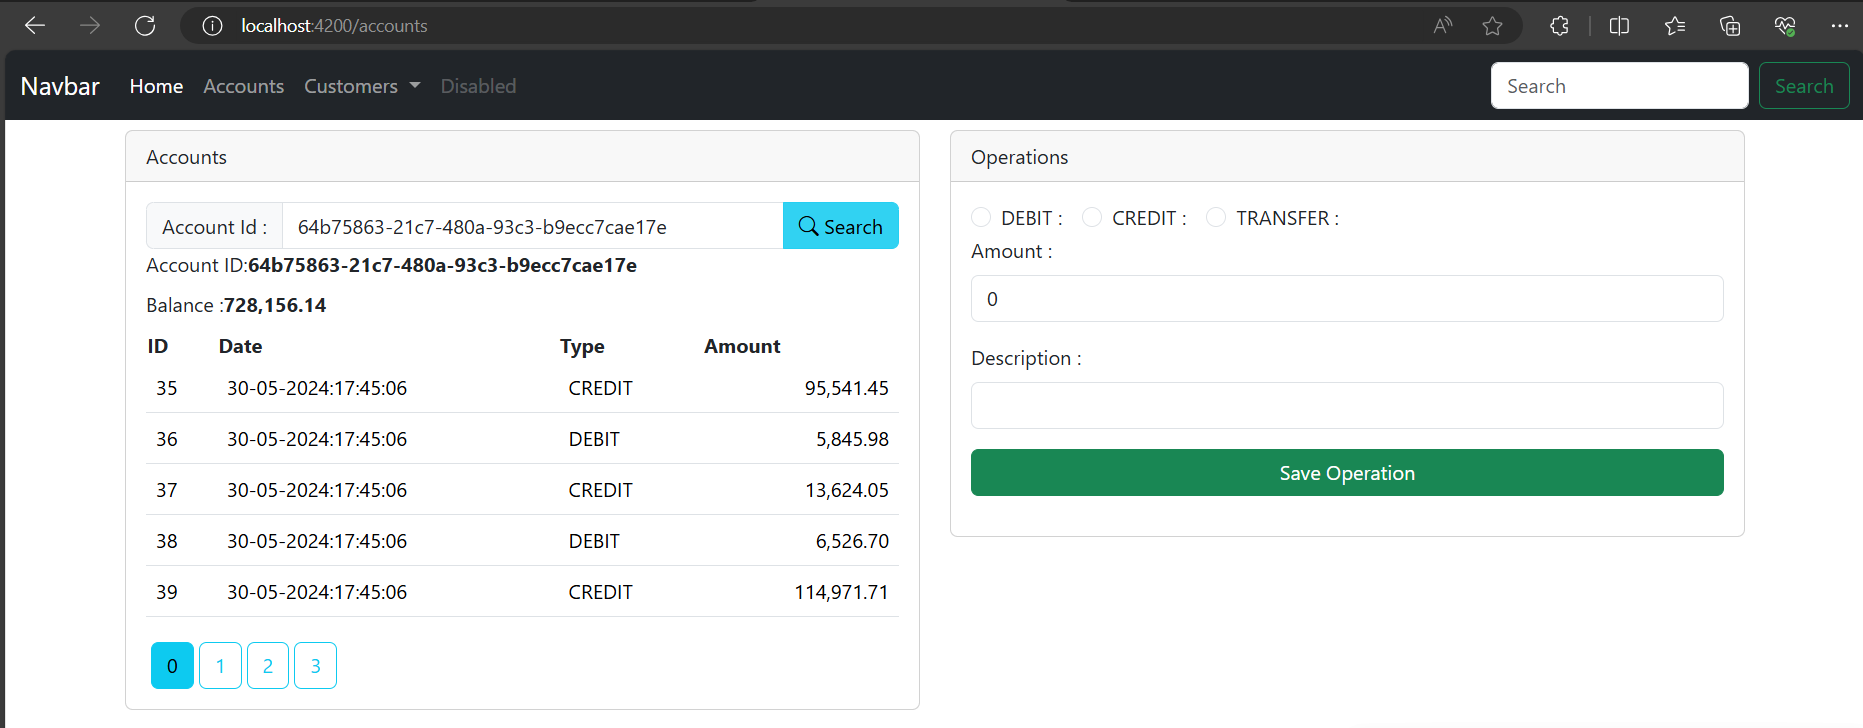 localhost:4200/accounts
Navbar Home Accounts Customers Disabled Search Search
Accounts
Account Id : 64b75863-21c7-480a-93c3-b9ecc7cae17e Search
Account ID:64b75863-21c7-480a-93c3-b9ecc7cae17e
Balance :728,156.14
ID Date Type Amount
35 30-05-2024:17:45:06 CREDIT 95,541.45
36 30-05-2024:17:45:06 DEBIT 5,845.98
37 30-05-2024:17:45:06 CREDIT 13,624.05
38 30-05-2024:17:45:06 DEBIT 6,526.70
39 30-05-2024:17:45:06 CREDIT 114,971.71
0 1 2 3
Operations
DEBIT : CREDIT : TRANSFER :
Amount :
0
Description :
Save Operation